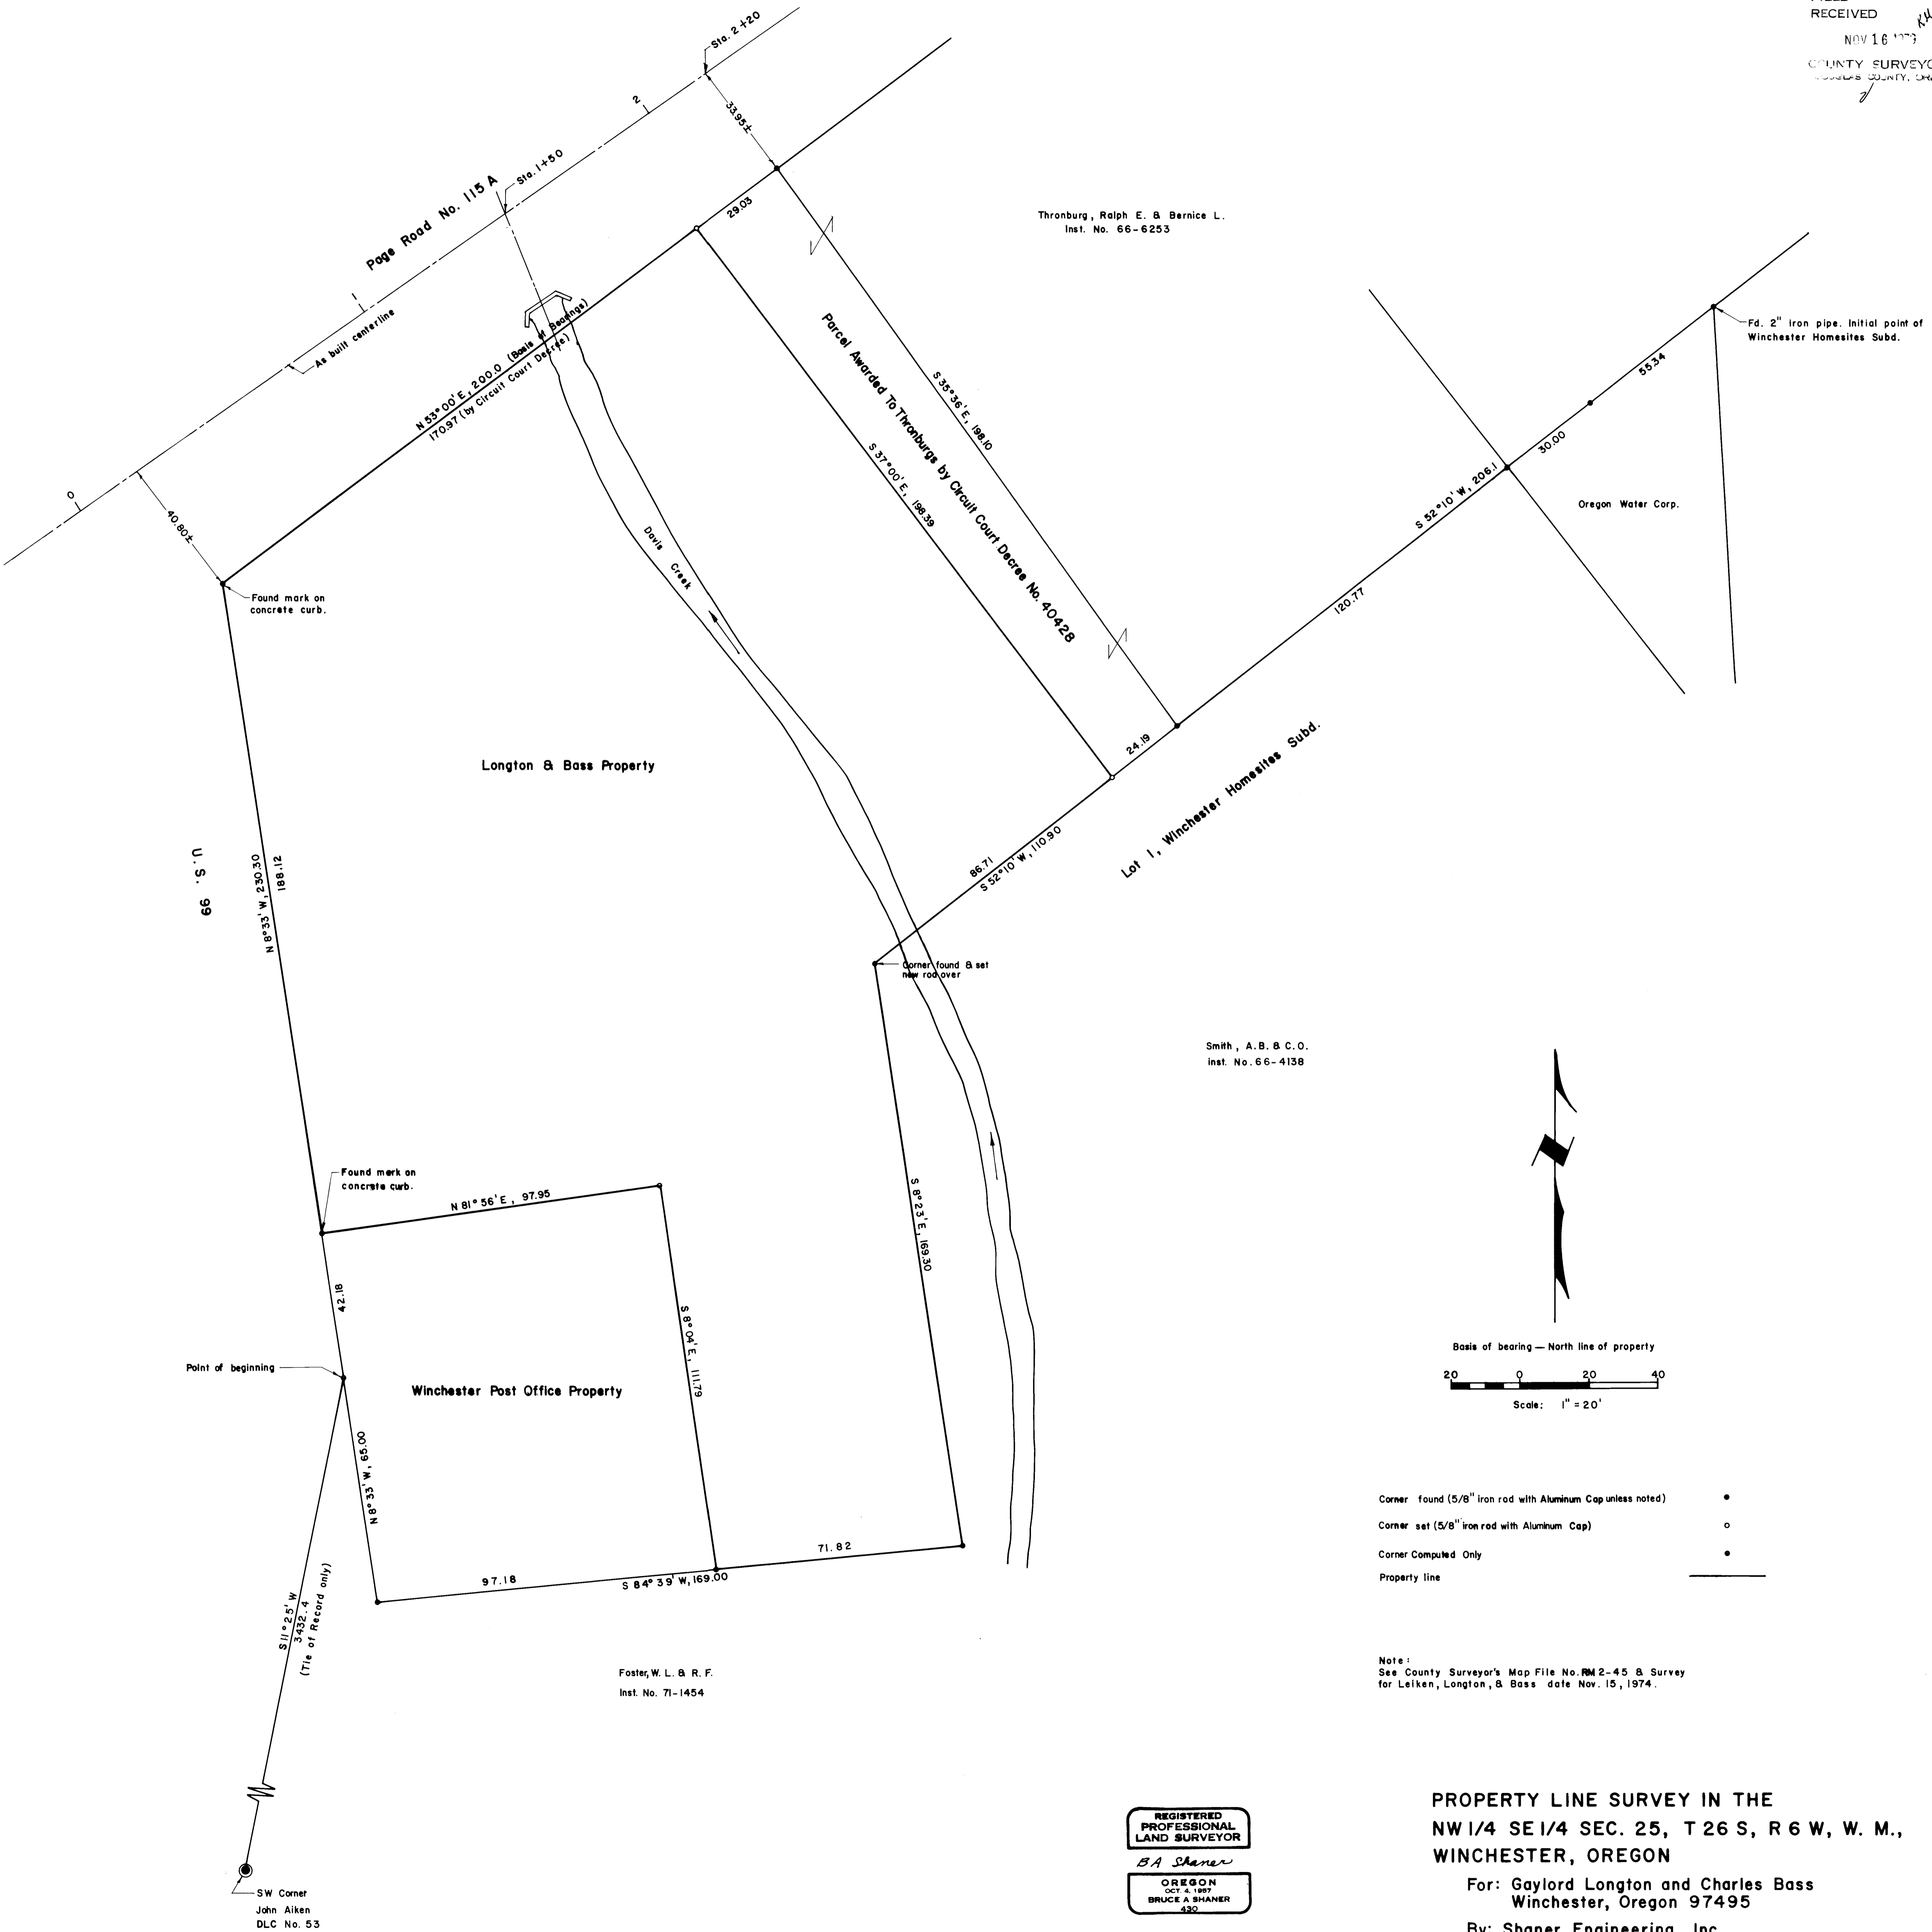 RECEIVED
NOV 16
COUNTY SURVEYO
COUNTY, ORE
Sta. 2+20
33.95±
2
Sta. 1+50
Page Road No. 115 A
1
As built centerline
0
40.80±
29.03
N 53°00' E, 200.0 (Basis of Bearings)
170.97 (by Circuit Court Decree)
Found mark on
concrete curb.
Thronburg, Ralph E. & Bernice L.
Inst. No. 66-6253
Parcel Awarded To Thronburgs by Circuit Court Decree No. 40428
S 35°36' E, 198.10
S 37°00' E, 198.39
Davis Creek
Fd. 2" iron pipe. Initial point of
Winchester Homesites Subd.
55.34
30.00
S 52°10' W, 206.1
Oregon Water Corp.
120.77
24.19
Lot 1, Winchester Homesites Subd.
86.71
S 52°10' W, 110.90
Longton & Bass Property
U.S. 99
N 8°33' W, 230.30
188.12
Corner found & set
new rod over
Smith, A.B. & C.O.
inst. No. 66-4138
S 8°23' E, 169.30
Found mark on
concrete curb.
N 81°56' E, 97.95
42.18
S 8°04' E, 111.79
Point of beginning
Winchester Post Office Property
N 8°33' W, 65.00
97.18
S 84°39' W, 169.00
71.82
S 11°25' W
3432.4
(Tie of Record only)
Foster, W. L. & R. F.
Inst. No. 71-1454
SW Corner
John Aiken
DLC No. 53
Basis of bearing — North line of property
20 0 20 40
Scale: 1" = 20'
Corner found (5/8" iron rod with Aluminum Cap unless noted)
Corner set (5/8" iron rod with Aluminum Cap)
Corner Computed Only
Property line
Note:
See County Surveyor's Map File No. RM 2-45 & Survey
for Leiken, Longton, & Bass date Nov. 15, 1974.
REGISTERED
PROFESSIONAL
LAND SURVEYOR
BA Shaner
OREGON
OCT. 4, 1957
BRUCE A SHANER
430
PROPERTY LINE SURVEY IN THE
NW 1/4 SE 1/4 SEC. 25, T 26 S, R 6 W, W. M.,
WINCHESTER, OREGON
For: Gaylord Longton and Charles Bass
Winchester, Oregon 97495
By: Shaner Engineering, Inc.